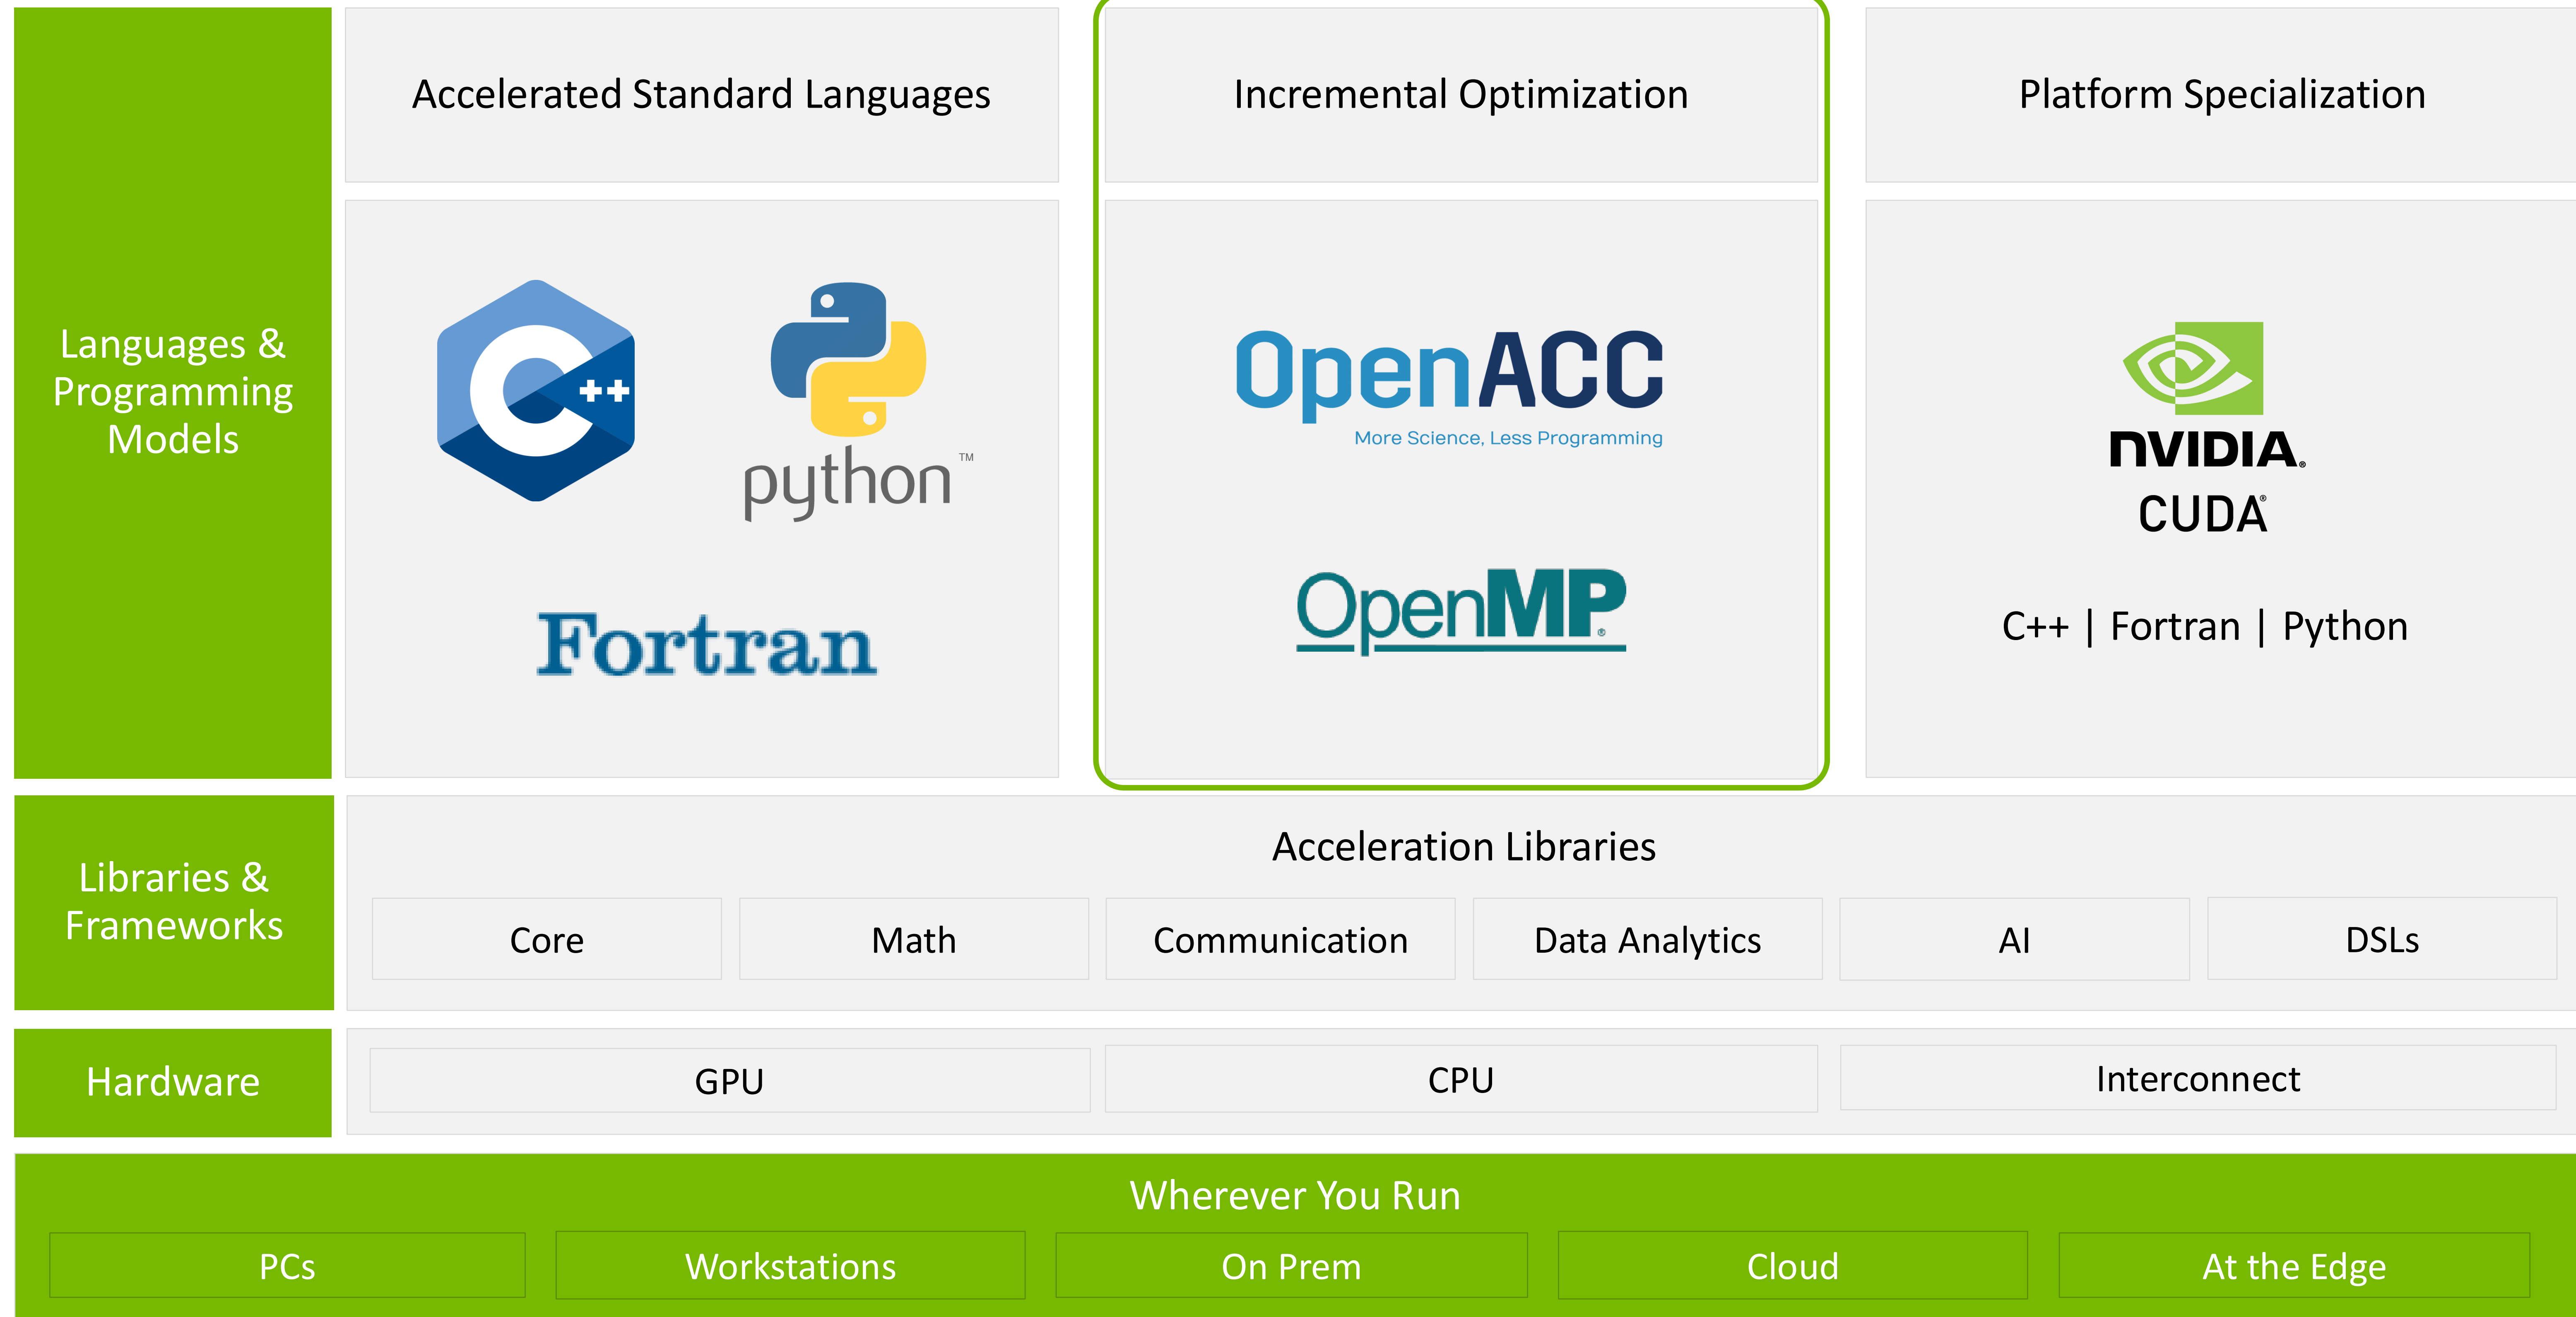 Languages &
Programming
Models
Accelerated Standard Languages
Incremental Optimization
Platform Specialization
C++
python™
Fortran
OpenACC
More Science, Less Programming
OpenMP®
nVIDIA®
CUDA®
C++ | Fortran | Python
Libraries &
Frameworks
Acceleration Libraries
Core
Math
Communication
Data Analytics
AI
DSLs
Hardware
GPU
CPU
Interconnect
Wherever You Run
PCs
Workstations
On Prem
Cloud
At the Edge